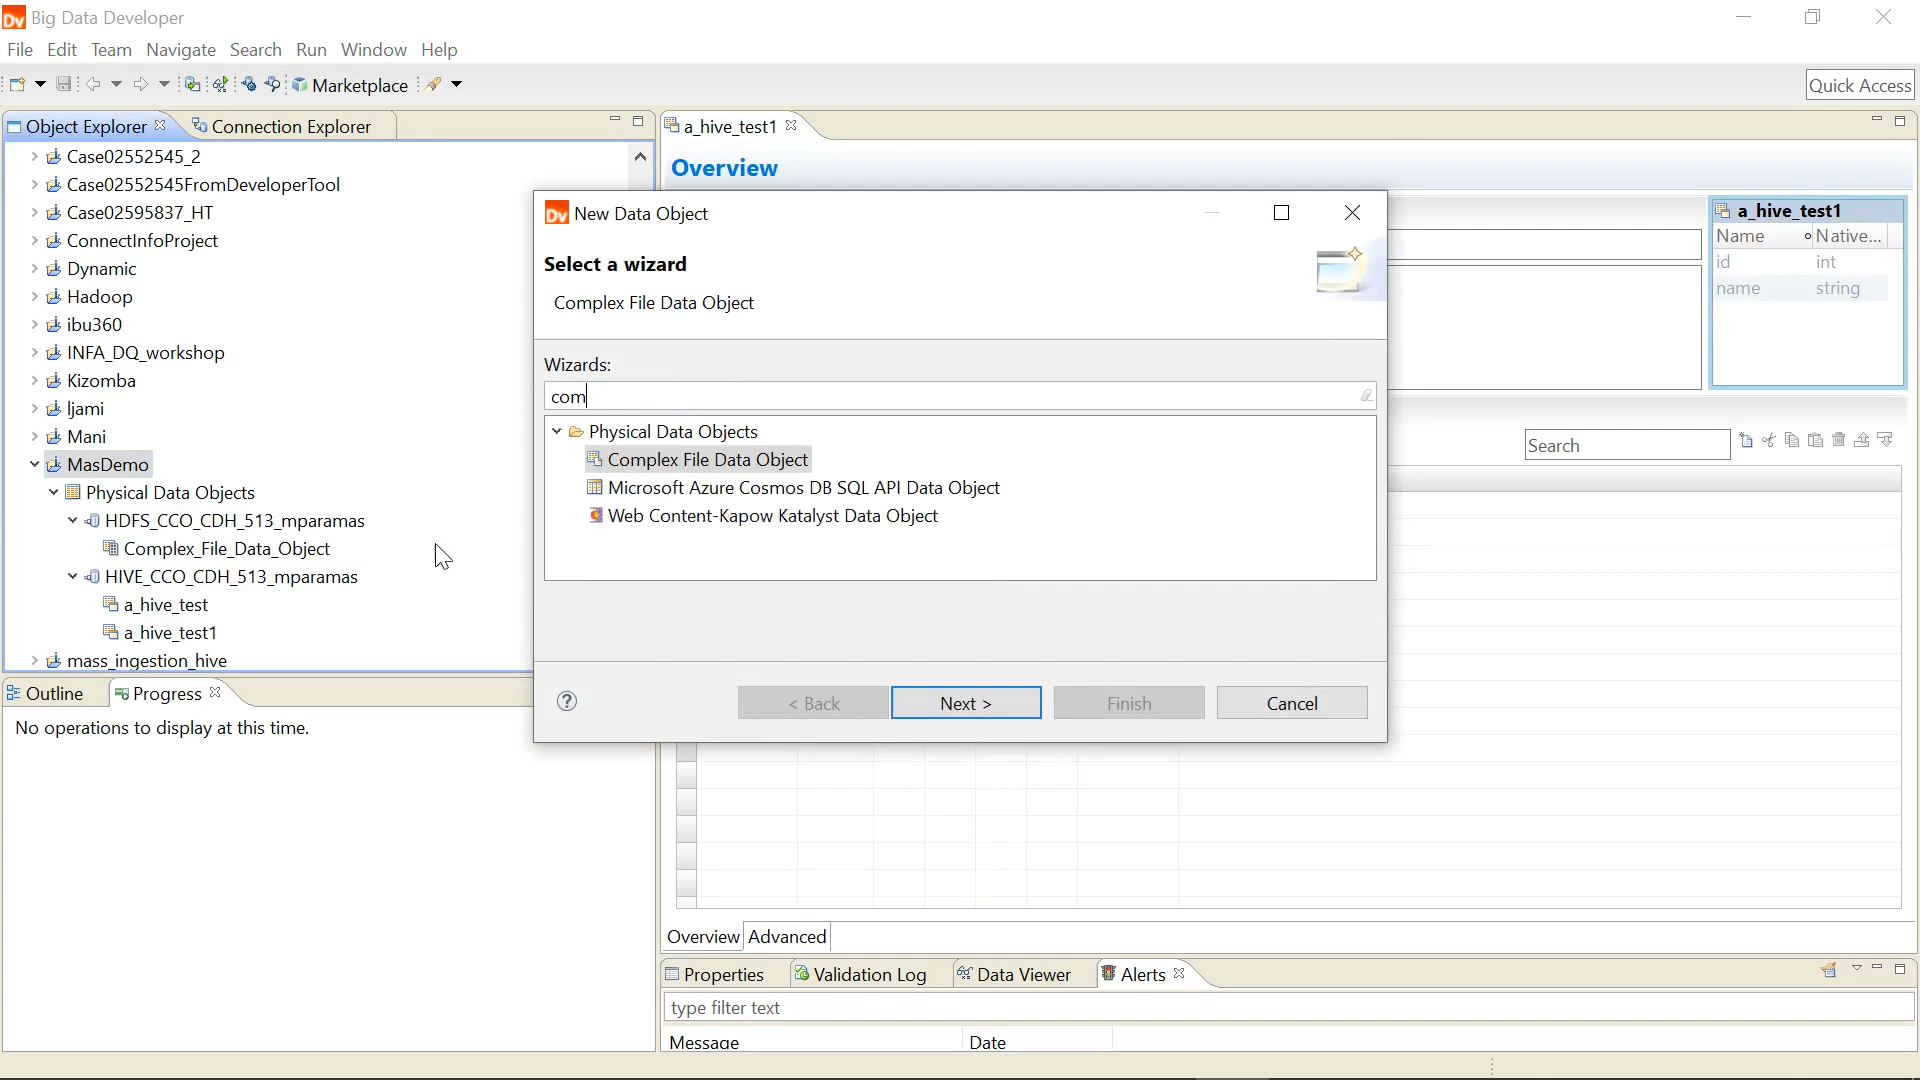 Dv Big Data Developer
File Edit Team Navigate Search Run Window Help
Marketplace
Quick Access
Object Explorer
Connection Explorer
Case02552545_2
Case02552545FromDeveloperTool
Case02595837_HT
ConnectInfoProject
Dynamic
Hadoop
ibu360
INFA_DQ_workshop
Kizomba
ljami
Mani
MasDemo
Physical Data Objects
HDFS_CCO_CDH_513_mparamas
Complex_File_Data_Object
HIVE_CCO_CDH_513_mparamas
a_hive_test
a_hive_test1
mass_ingestion_hive
Outline
Progress
No operations to display at this time.
a_hive_test1
Overview
Dv New Data Object
Select a wizard
Complex File Data Object
Wizards:
com
Physical Data Objects
Complex File Data Object
Microsoft Azure Cosmos DB SQL API Data Object
Web Content-Kapow Katalyst Data Object
?
< Back
Next >
Finish
Cancel
a_hive_test1
Name Native...
id int
name string
Search
Overview Advanced
Properties
Validation Log
Data Viewer
Alerts
type filter text
Message Date